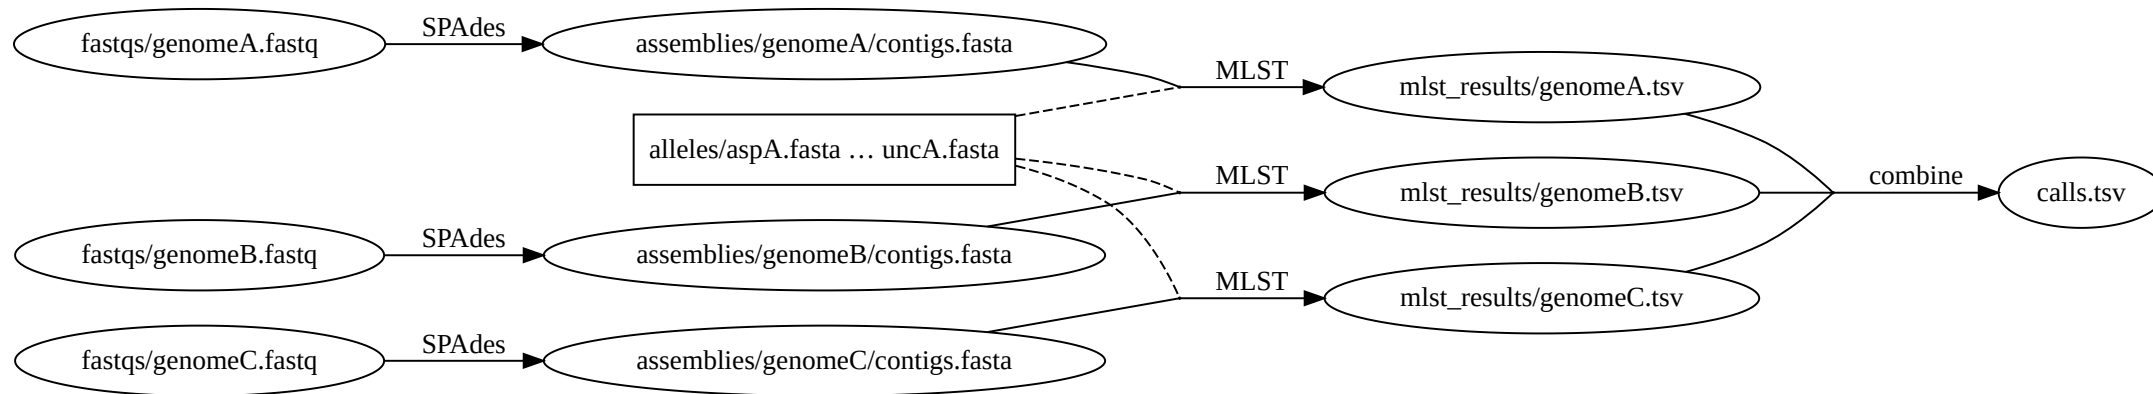 fastqs/genomeA.fastq
SPAdes
assemblies/genomeA/contigs.fasta
MLST
mlst_results/genomeA.tsv
alleles/aspA.fasta … uncA.fasta
MLST
mlst_results/genomeB.tsv
combine
calls.tsv
fastqs/genomeB.fastq
SPAdes
assemblies/genomeB/contigs.fasta
MLST
mlst_results/genomeC.tsv
fastqs/genomeC.fastq
SPAdes
assemblies/genomeC/contigs.fasta